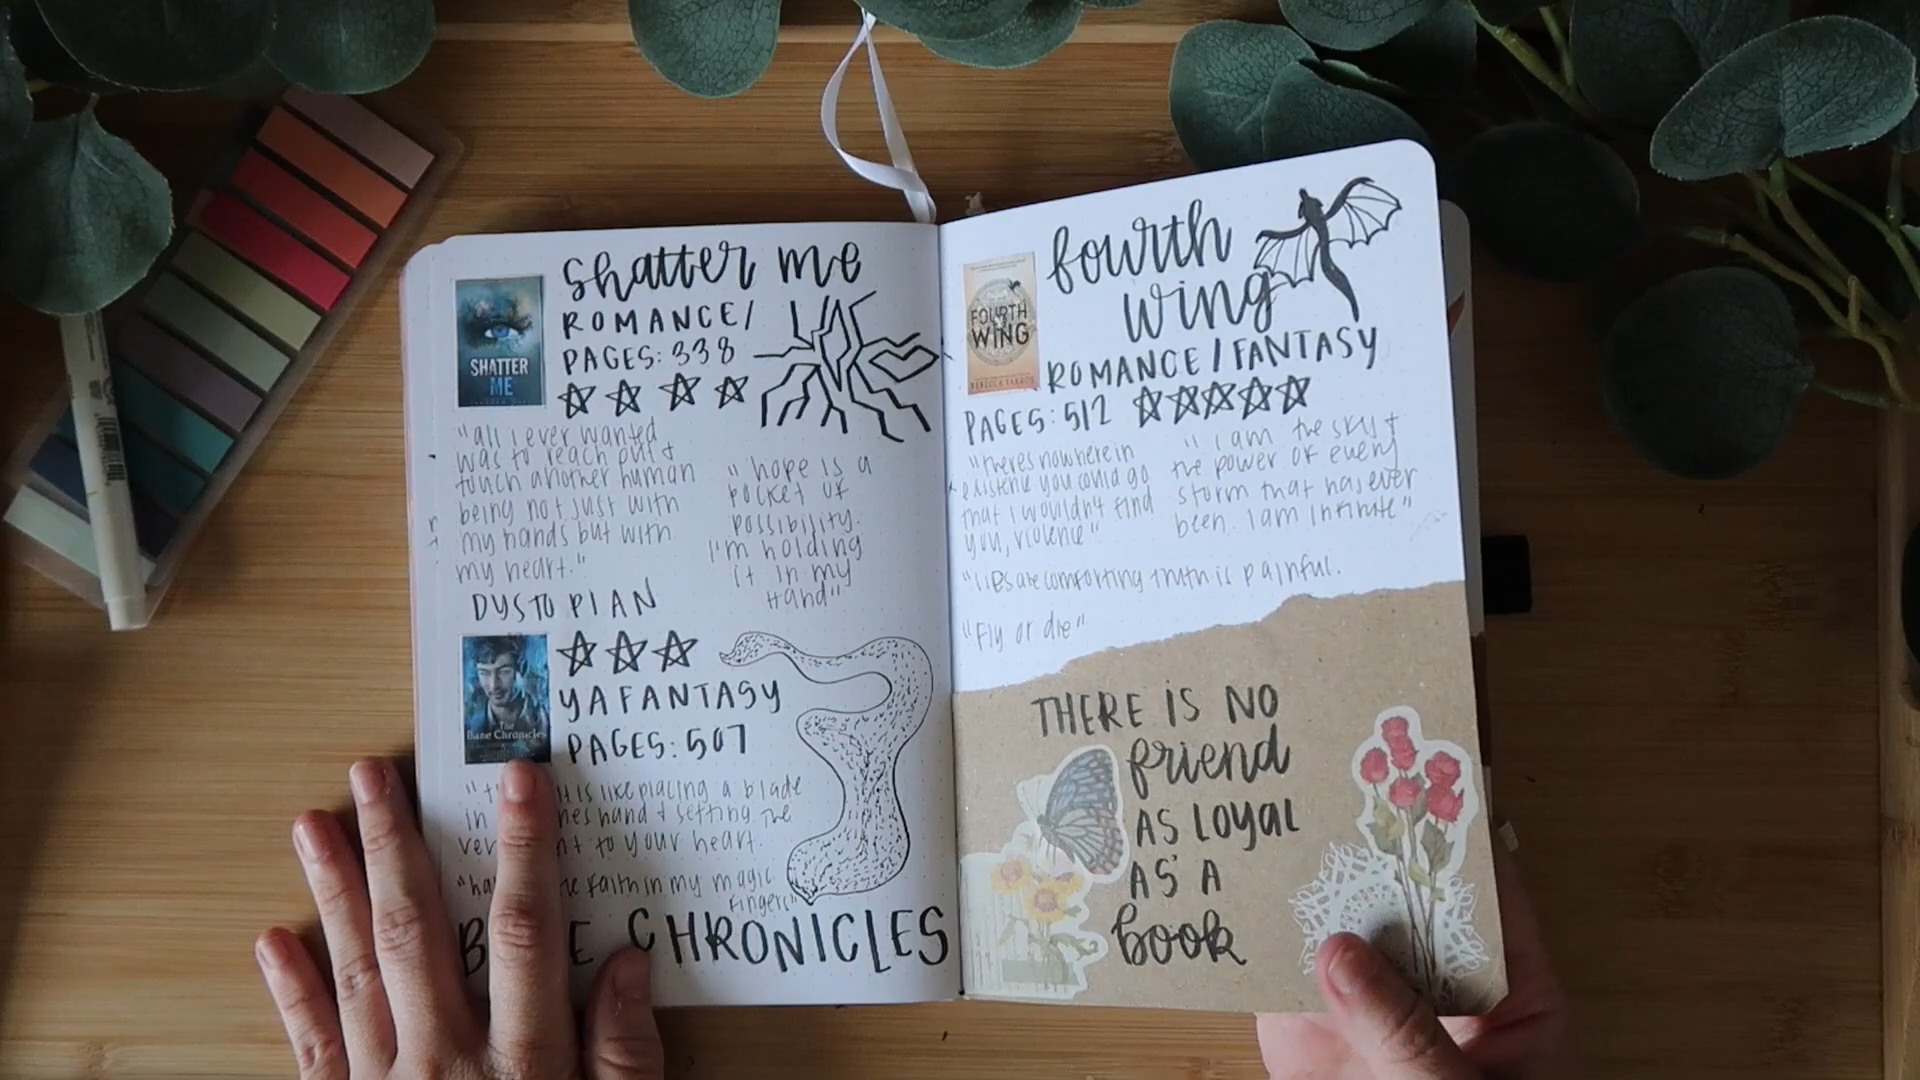 shatter me
ROMANCE/
PAGES: 338
SHATTER
ME
"all i ever wanted
was to reach out &
touch another human
being not just with
my hands but with
my heart."
"hope is a
pocket of
possibility.
I'm holding
it in my
hand"
DYSTOPIAN
YA FANTASY
PAGES: 507
Bane Chronicles
it is like placing a blade
in hand & setting the
to your heart.
faith in my magic
fingers"
CHRONICLES
fourth
wing
FOURTH
WING
REBECCA YARROS
ROMANCE/FANTASY
PAGES: 512
"theres nowhere in
existence you could go
that I wouldn't find
you, violence"
"I am the sky &
the power of every
storm that has ever
been. I am infinite"
"lies are comforting truth is painful.
"Fly or die"
THERE IS NO
friend
AS LOYAL
AS A
book